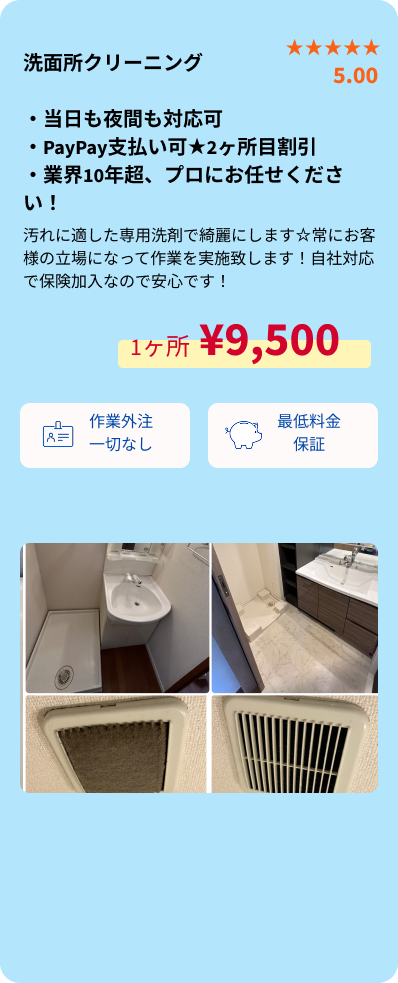 洗面所クリーニング
★★★★★
5.00
・当日も夜間も対応可
・PayPay支払い可★2ヶ所目割引
・業界10年超、プロにお任せくださ
い！
汚れに適した専用洗剤で綺麗にします☆常にお客
様の立場になって作業を実施致します！自社対応
で保険加入なので安心です！
1ヶ所 ¥9,500
作業外注
一切なし
最低料金
保証